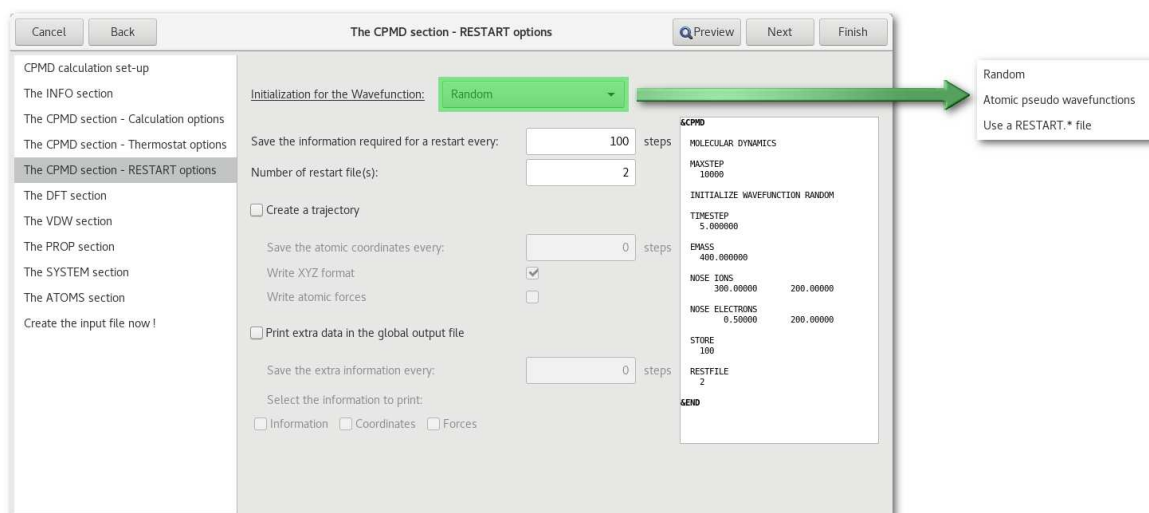 Cancel Back The CPMD section - RESTART options Preview Next Finish
CPMD calculation set-up
The INFO section
The CPMD section - Calculation options
The CPMD section - Thermostat options
The CPMD section - RESTART options
The DFT section
The VDW section
The PROP section
The SYSTEM section
The ATOMS section
Create the input file now !
Initialization for the Wavefunction: Random
Save the information required for a restart every: 100 steps
Number of restart file(s): 2
Create a trajectory
Save the atomic coordinates every: 0 steps
Write XYZ format
Write atomic forces
Print extra data in the global output file
Save the extra information every: 0 steps
Select the information to print:
Information Coordinates Forces
&CPMD
MOLECULAR DYNAMICS
MAXSTEP
10000
INITIALIZE WAVEFUNCTION RANDOM
TIMESTEP
5.000000
EMASS
400.000000
NOSE IONS
300.00000 200.00000
NOSE ELECTRONS
0.50000 200.00000
STORE
100
RESTFILE
2
&END
Random
Atomic pseudo wavefunctions
Use a RESTART.* file